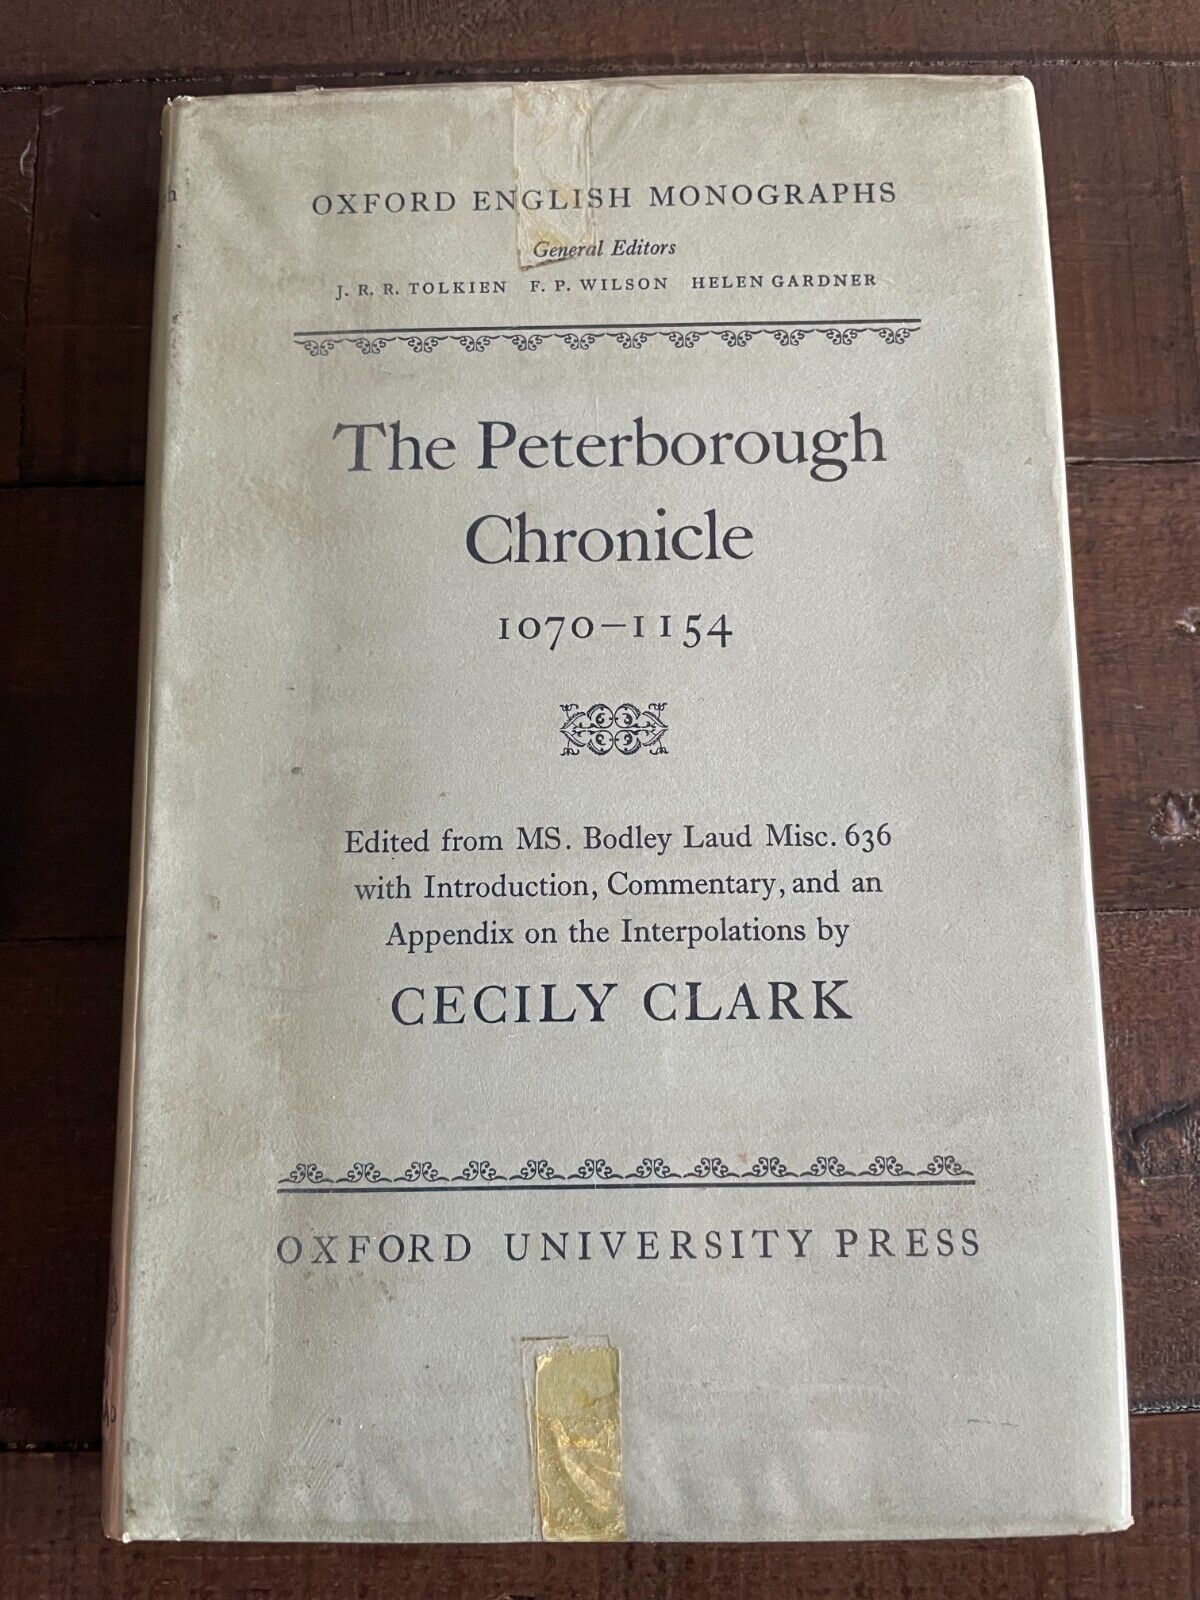 OXFORD ENGLISH MONOGRAPHS
General Editors
J. R. R. TOLKIEN F. P. WILSON HELEN GARDNER
The Peterborough
Chronicle
1070–1154
Edited from MS. Bodley Laud Misc. 636
with Introduction, Commentary, and an
Appendix on the Interpolations by
CECILY CLARK
OXFORD UNIVERSITY PRESS